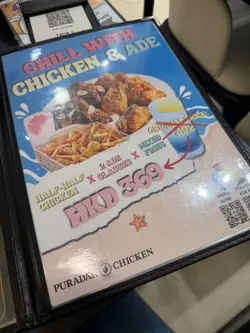 CHILL WITH
CHICKEN & ADE
HALF-HALF
CHICKEN
X
2 ADE
GLASSES
X
MIXED
FRIES
HKD 369
PURADAK CHICKEN